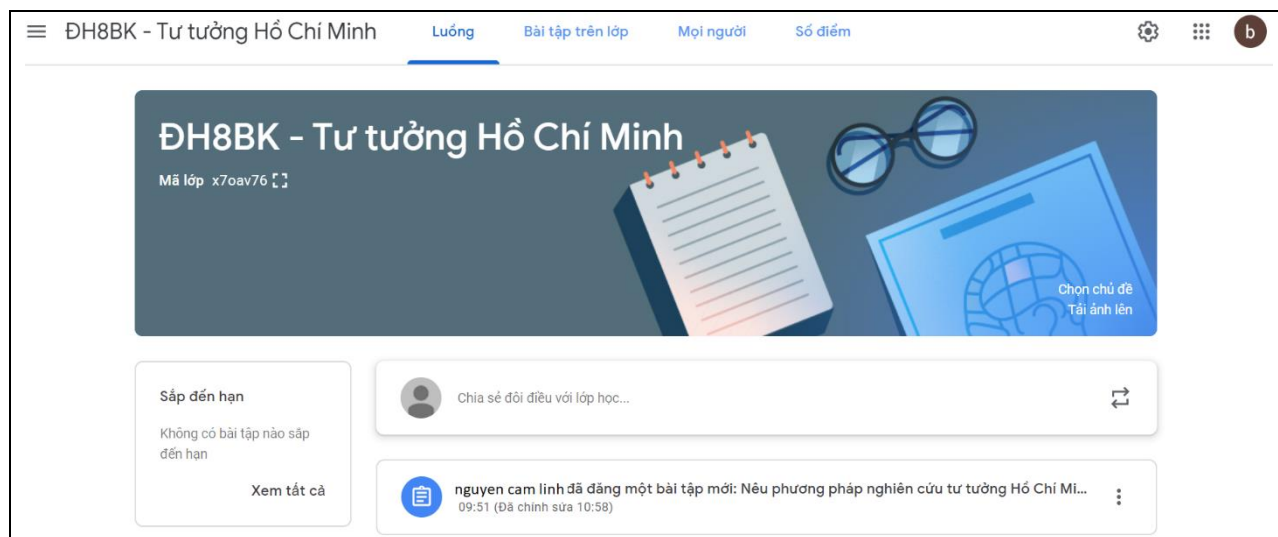 ĐH8BK - Tư tưởng Hồ Chí Minh
Luồng
Bài tập trên lớp
Mọi người
Số điểm
b
ĐH8BK - Tư tưởng Hồ Chí Minh
Mã lớp x7oav76
Chọn chủ đề
Tải ảnh lên
Sắp đến hạn
Không có bài tập nào sắp
đến hạn
Xem tất cả
Chia sẻ đôi điều với lớp học...
nguyen cam linh đã đăng một bài tập mới: Nêu phương pháp nghiên cứu tư tưởng Hồ Chí Mi...
09:51 (Đã chỉnh sửa 10:58)